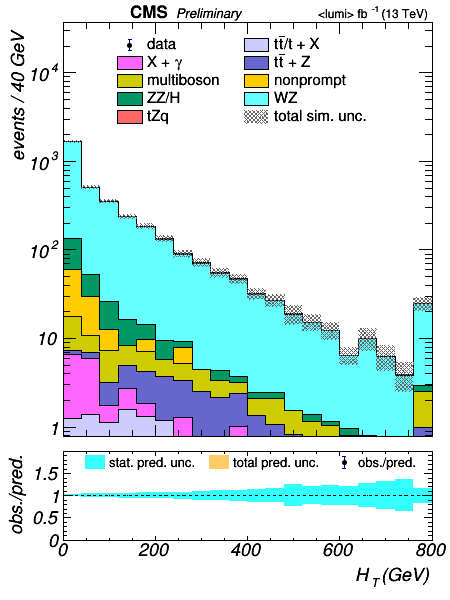 CMS Preliminary <lumi> fb⁻¹ (13 TeV)
events / 40 GeV
data tt̄/t + X
X + γ tt̄ + Z
multiboson nonprompt
ZZ/H WZ
tZq total sim. unc.
10⁴
10³
10²
10
1
obs./pred.
stat. pred. unc. total pred. unc. obs./pred.
1.5
1
0.5
0
0 200 400 600 800
H_T (GeV)